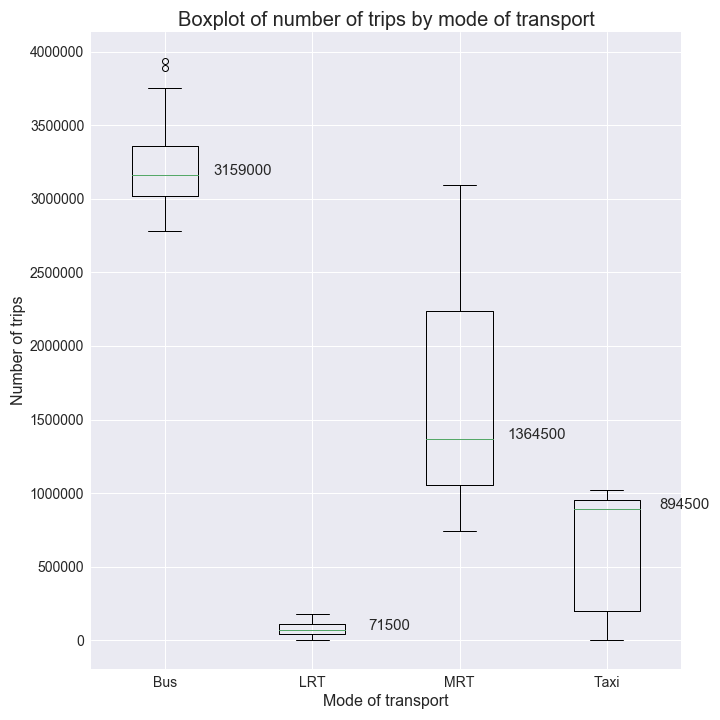 Boxplot of number of trips by mode of transport
4000000
3500000
3159000
3000000
2500000
2000000
1500000
1364500
1000000
894500
500000
71500
0
Number of trips
Bus
LRT
MRT
Taxi
Mode of transport